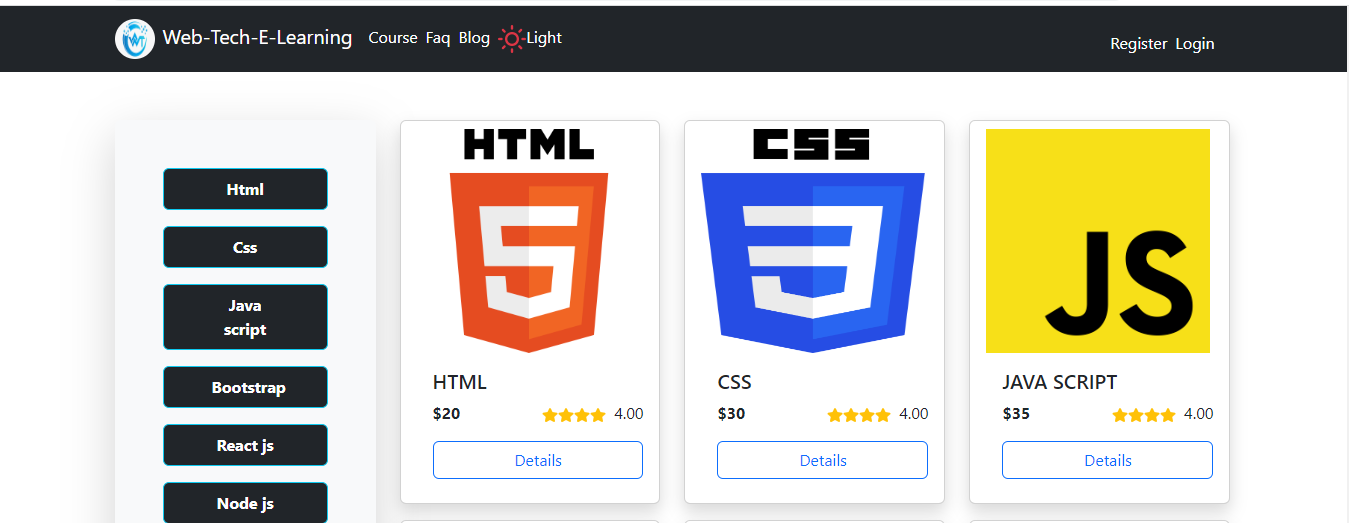 Web-Tech-E-Learning Course Faq Blog Light Register Login
Html
Css
Java
script
Bootstrap
React js
Node js
HTML
HTML
$20 4.00
Details
CSS
CSS
$30 4.00
Details
JS
JAVA SCRIPT
$35 4.00
Details